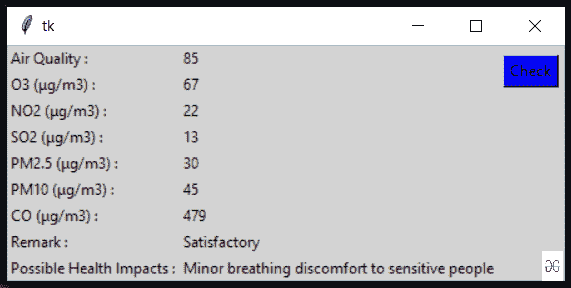 tk
Air Quality : 85
Check
O3 (μg/m3) : 67
NO2 (μg/m3) : 22
SO2 (μg/m3) : 13
PM2.5 (μg/m3) : 30
PM10 (μg/m3) : 45
CO (μg/m3) : 479
Remark : Satisfactory
Possible Health Impacts : Minor breathing discomfort to sensitive people